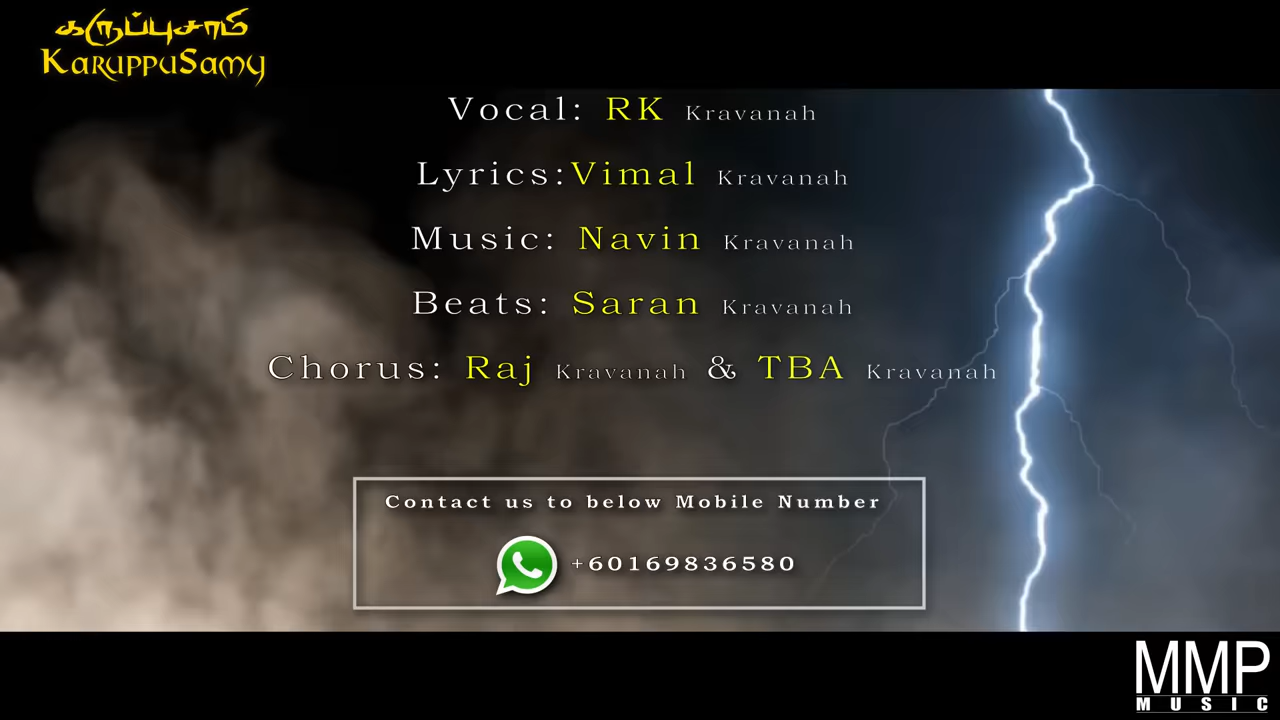 கருப்புசாமி
KaruppuSamy
Vocal: RK Kravanah
Lyrics:Vimal Kravanah
Music: Navin Kravanah
Beats: Saran Kravanah
Chorus: Raj Kravanah & TBA Kravanah
Contact us to below Mobile Number
+60169836580
MMP
MUSIC